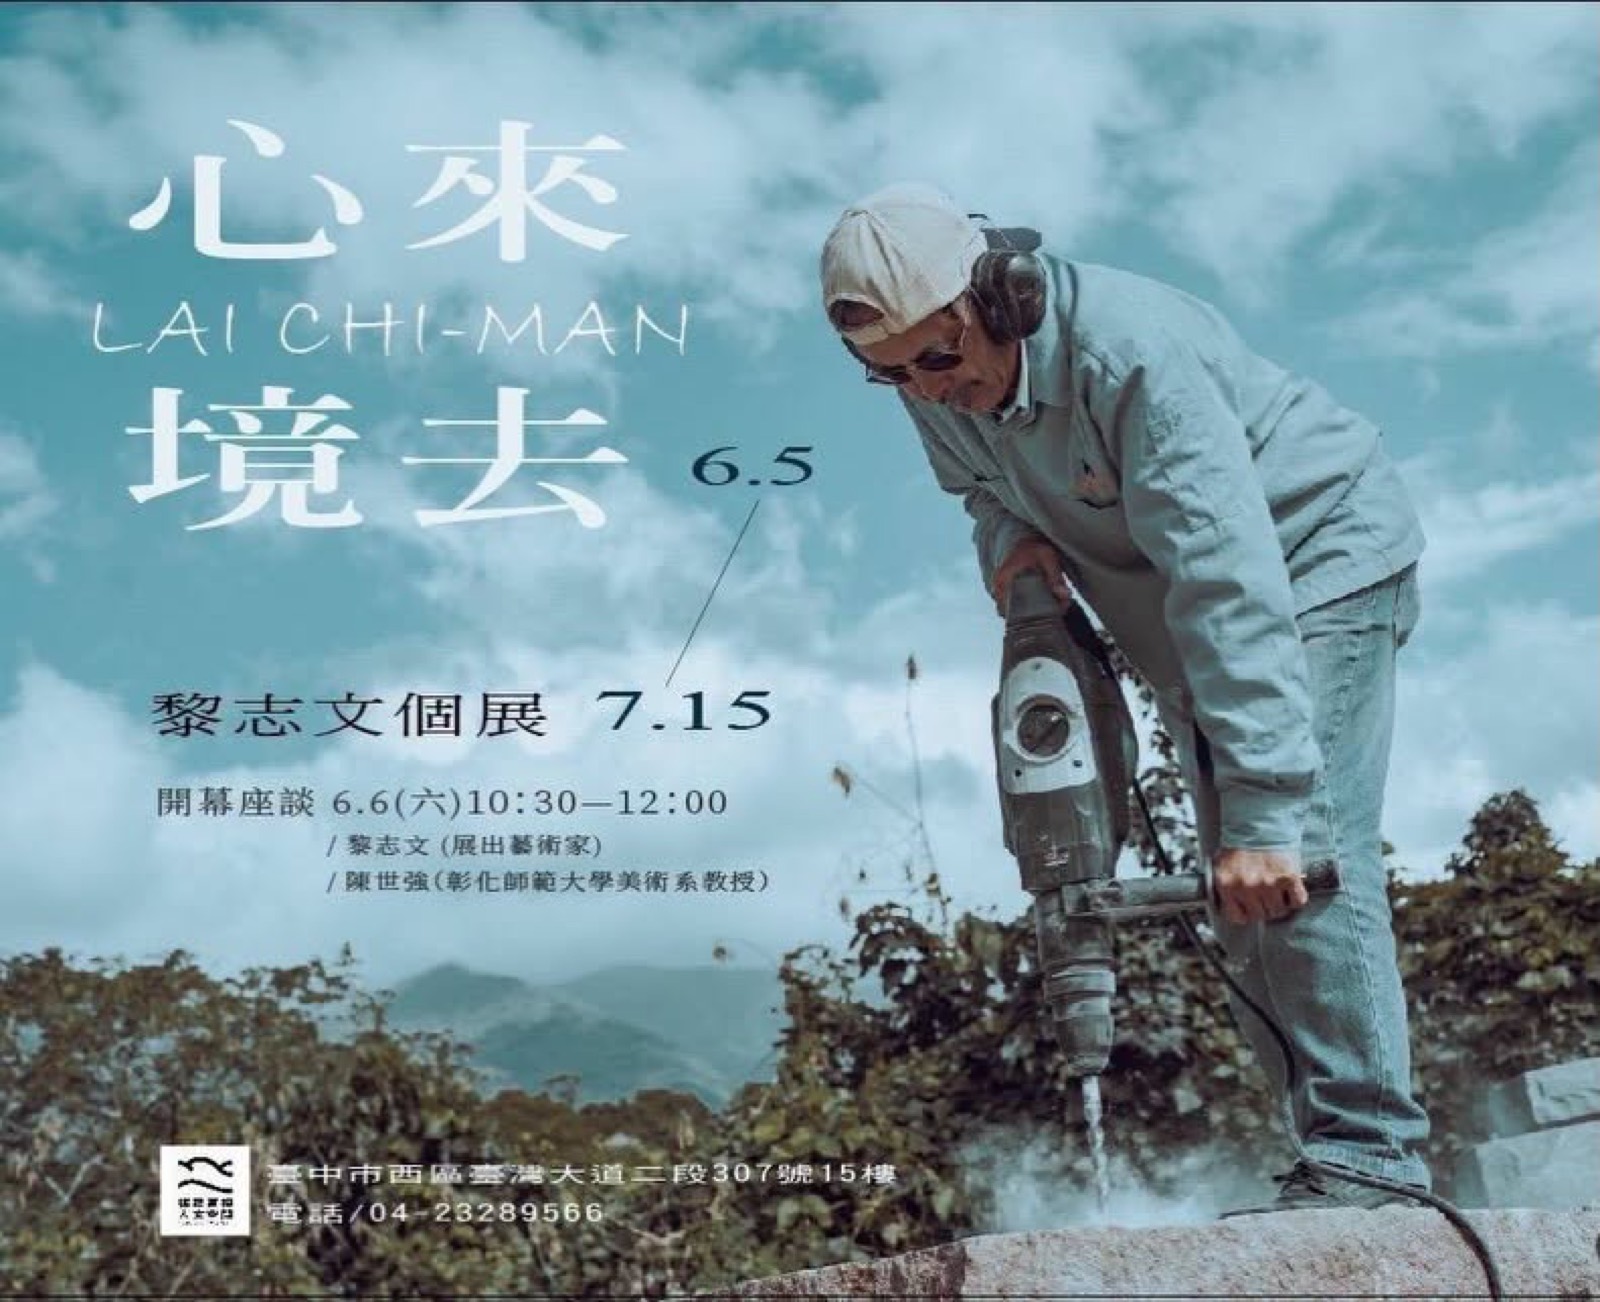 心來
LAI CHI-MAN
境去
6.5
黎志文個展 7.15
開幕座談 6.6(六)10:30—12:00
/ 黎志文 (展出藝術家)
/ 陳世強(彰化師範大學美術系教授)
臺中市西區臺灣大道二段307號15樓
電話/04-23289566